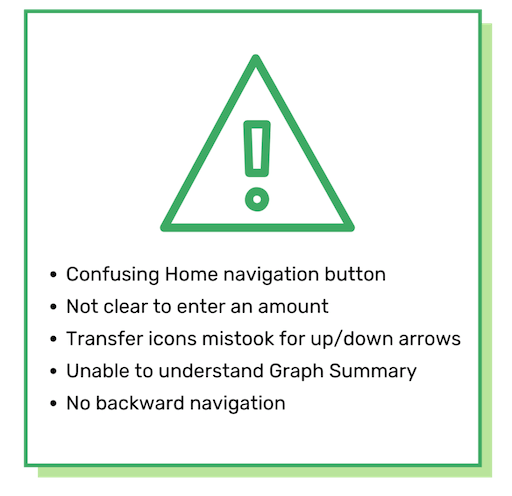 • Confusing Home navigation button
• Not clear to enter an amount
• Transfer icons mistook for up/down arrows
• Unable to understand Graph Summary
• No backward navigation